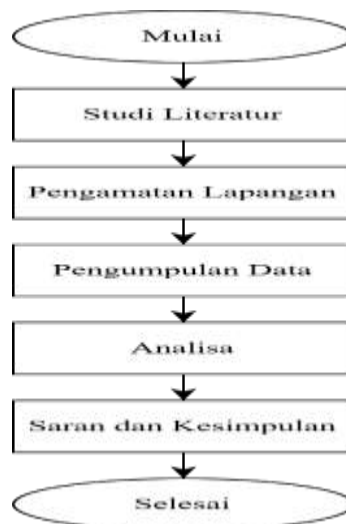 Mulai
Studi Literatur
Pengamatan Lapangan
Pengumpulan Data
Analisa
Saran dan Kesimpulan
Selesai